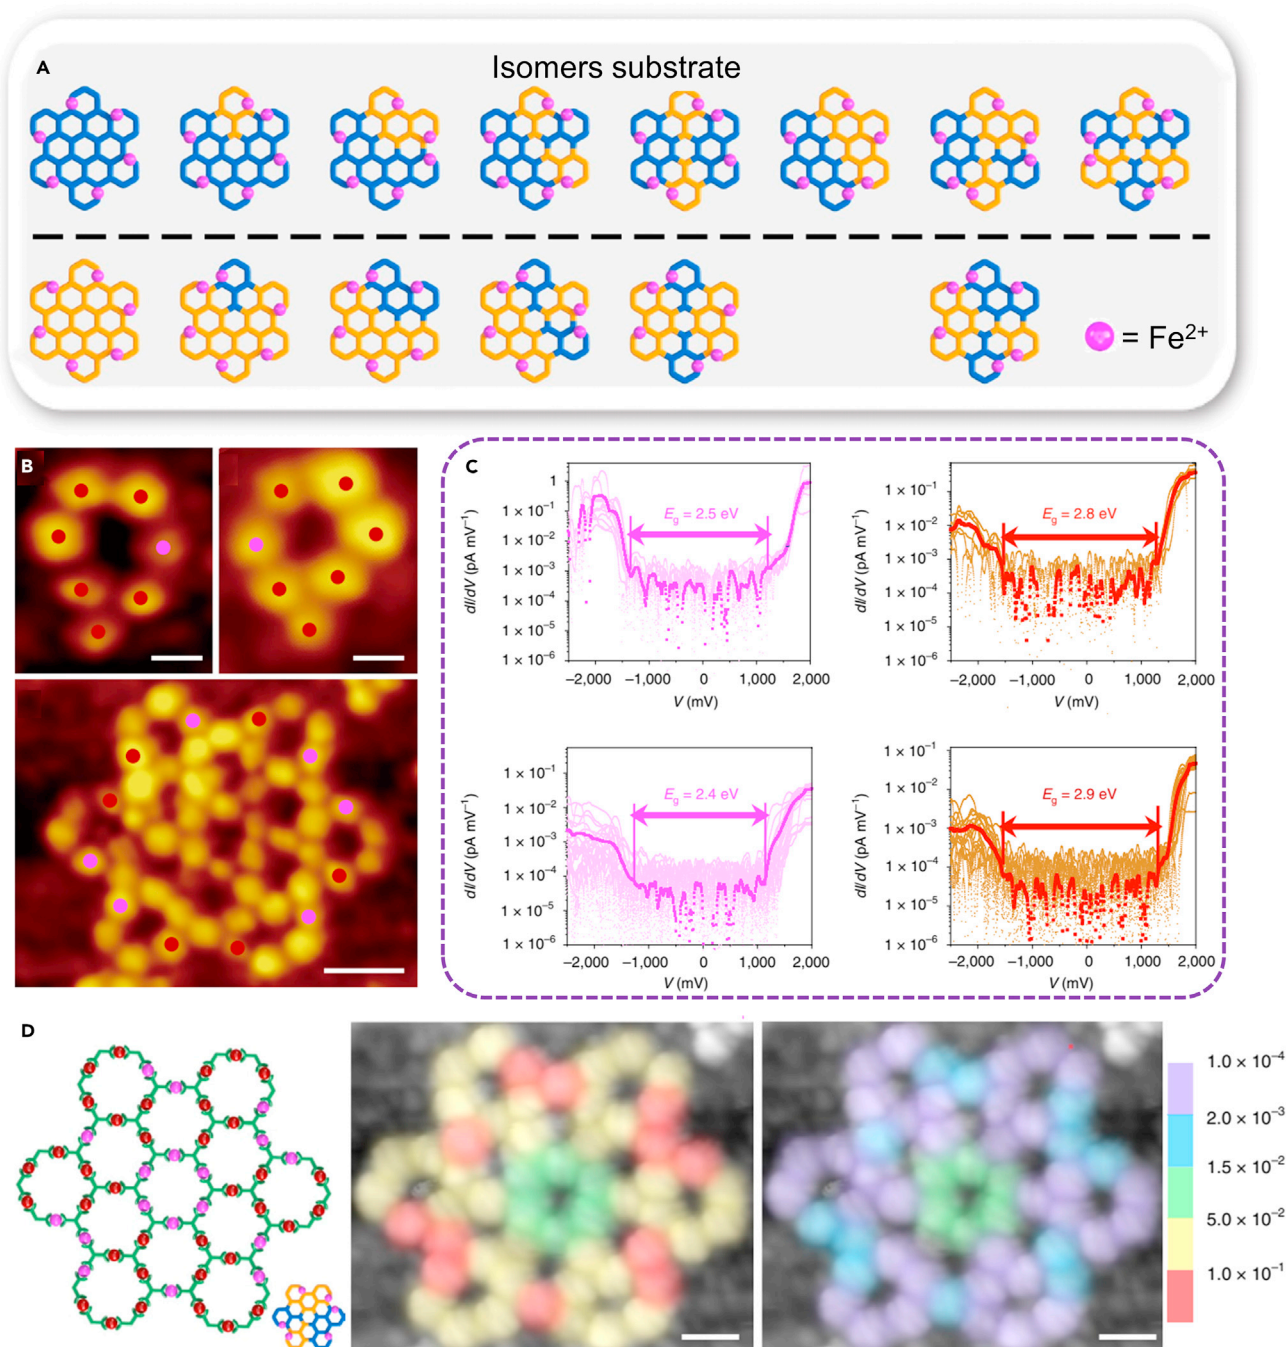 A
Isomers substrate
= Fe²⁺
B
C
1
1 × 10⁻¹
1 × 10⁻²
1 × 10⁻³
1 × 10⁻⁴
1 × 10⁻⁵
1 × 10⁻⁶
dI/dV (pA mV⁻¹)
E_g = 2.5 eV
−2,000 −1,000 0 1,000 2,000
V (mV)
1 × 10⁻¹
1 × 10⁻²
1 × 10⁻³
1 × 10⁻⁴
1 × 10⁻⁵
1 × 10⁻⁶
dI/dV (pA mV⁻¹)
E_g = 2.8 eV
−2,000 −1,000 0 1,000 2,000
V (mV)
1 × 10⁻¹
1 × 10⁻²
1 × 10⁻³
1 × 10⁻⁴
1 × 10⁻⁵
1 × 10⁻⁶
dI/dV (pA mV⁻¹)
E_g = 2.4 eV
−2,000 −1,000 0 1,000 2,000
V (mV)
1 × 10⁻¹
1 × 10⁻²
1 × 10⁻³
1 × 10⁻⁴
1 × 10⁻⁵
1 × 10⁻⁶
dI/dV (pA mV⁻¹)
E_g = 2.9 eV
−2,000 −1,000 0 1,000 2,000
V (mV)
D
1.0 × 10⁻⁴
2.0 × 10⁻³
1.5 × 10⁻²
5.0 × 10⁻²
1.0 × 10⁻¹